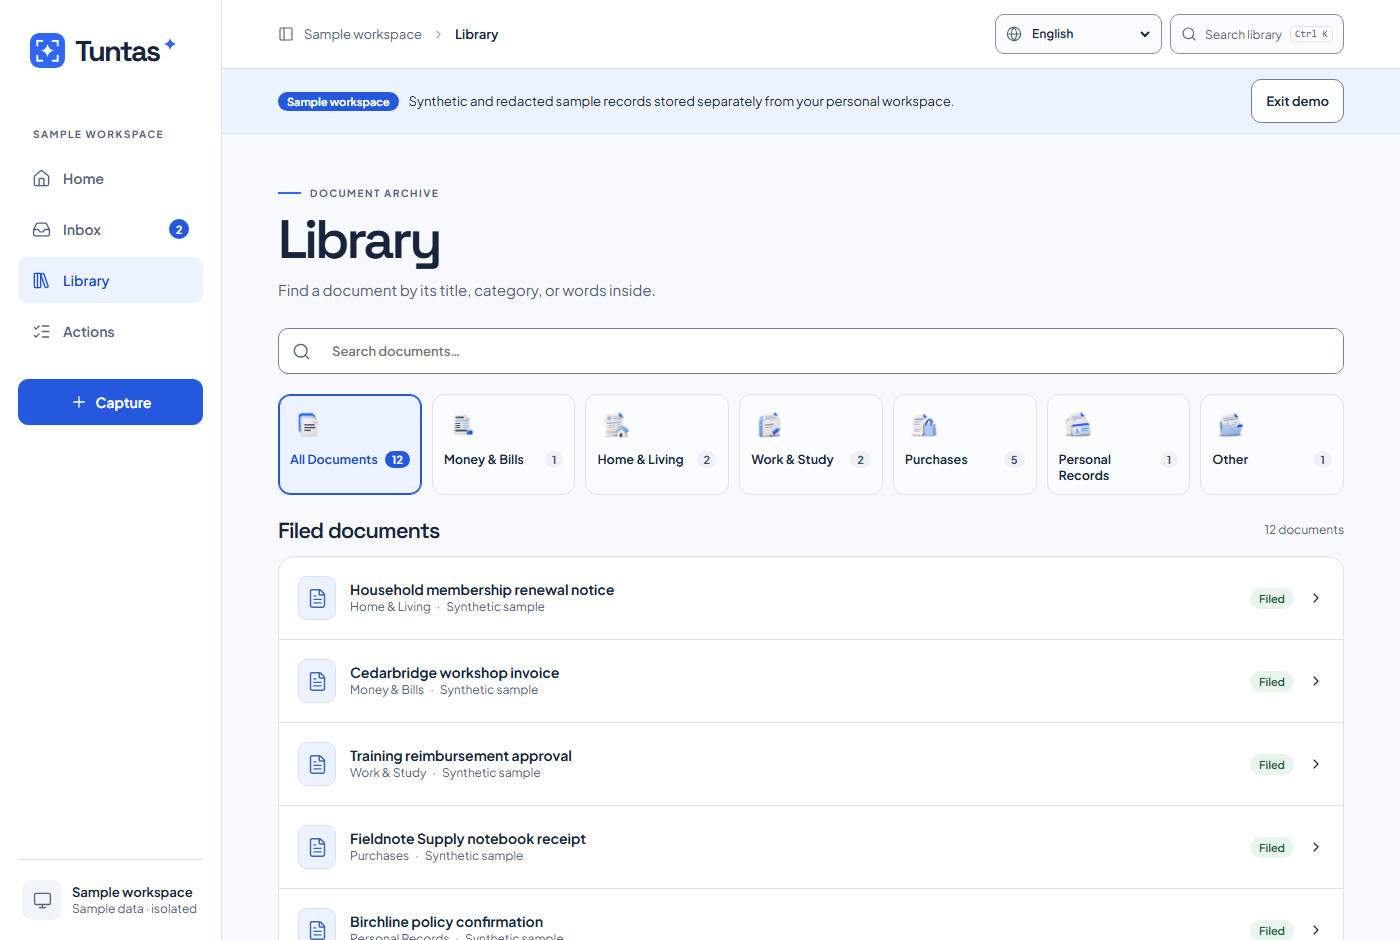 Tuntas
SAMPLE WORKSPACE
Home
Inbox 2
Library
Actions
+ Capture
Sample workspace
Sample data · isolated
Sample workspace > Library
English
Search library Ctrl K
Sample workspace Synthetic and redacted sample records stored separately from your personal workspace.
Exit demo
DOCUMENT ARCHIVE
Library
Find a document by its title, category, or words inside.
Search documents...
All Documents 12
Money & Bills 1
Home & Living 2
Work & Study 2
Purchases 5
Personal Records 1
Other 1
Filed documents
12 documents
Household membership renewal notice
Home & Living · Synthetic sample
Filed
Cedarbridge workshop invoice
Money & Bills · Synthetic sample
Filed
Training reimbursement approval
Work & Study · Synthetic sample
Filed
Fieldnote Supply notebook receipt
Purchases · Synthetic sample
Filed
Birchline policy confirmation
Personal Records · Synthetic sample
Filed